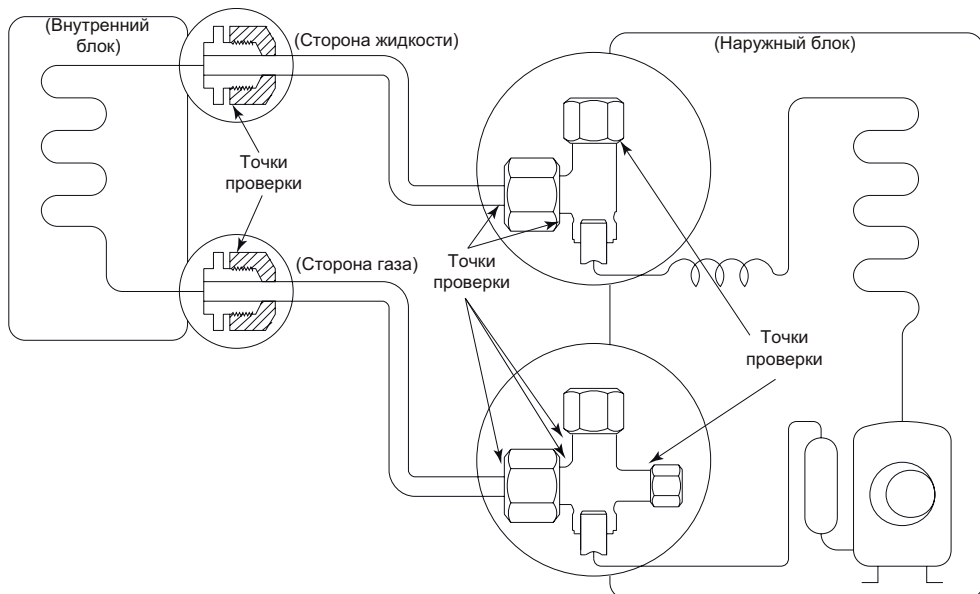 (Внутренний
блок)
(Сторона жидкости)
(Наружный блок)
Точки
проверки
(Сторона газа)
Точки
проверки
Точки
проверки